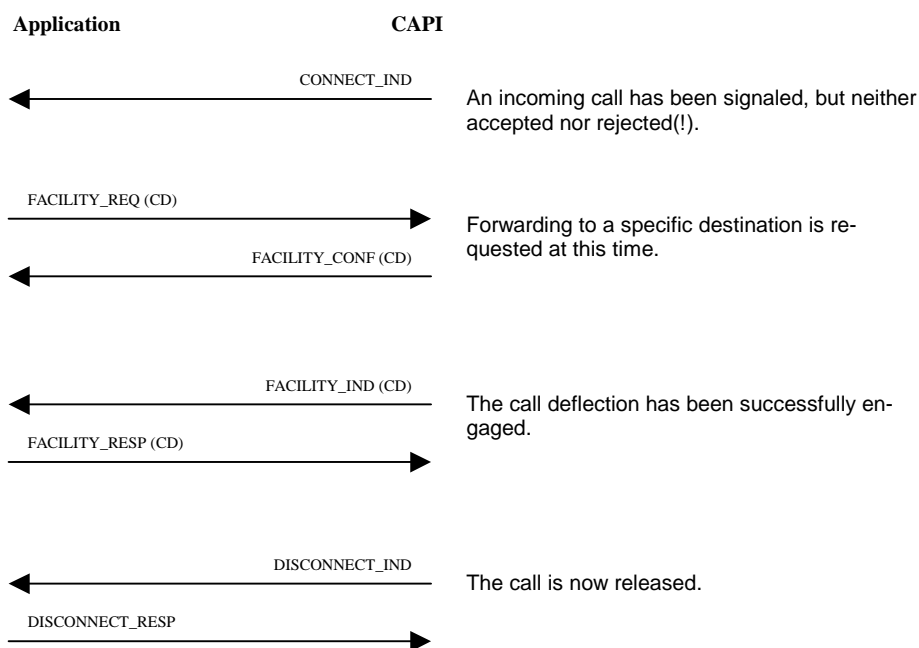 Application CAPI
CONNECT_IND
An incoming call has been signaled, but neither
accepted nor rejected(!).
FACILITY_REQ (CD)
Forwarding to a specific destination is re-
quested at this time.
FACILITY_CONF (CD)
FACILITY_IND (CD)
The call deflection has been successfully en-
gaged.
FACILITY_RESP (CD)
DISCONNECT_IND
The call is now released.
DISCONNECT_RESP